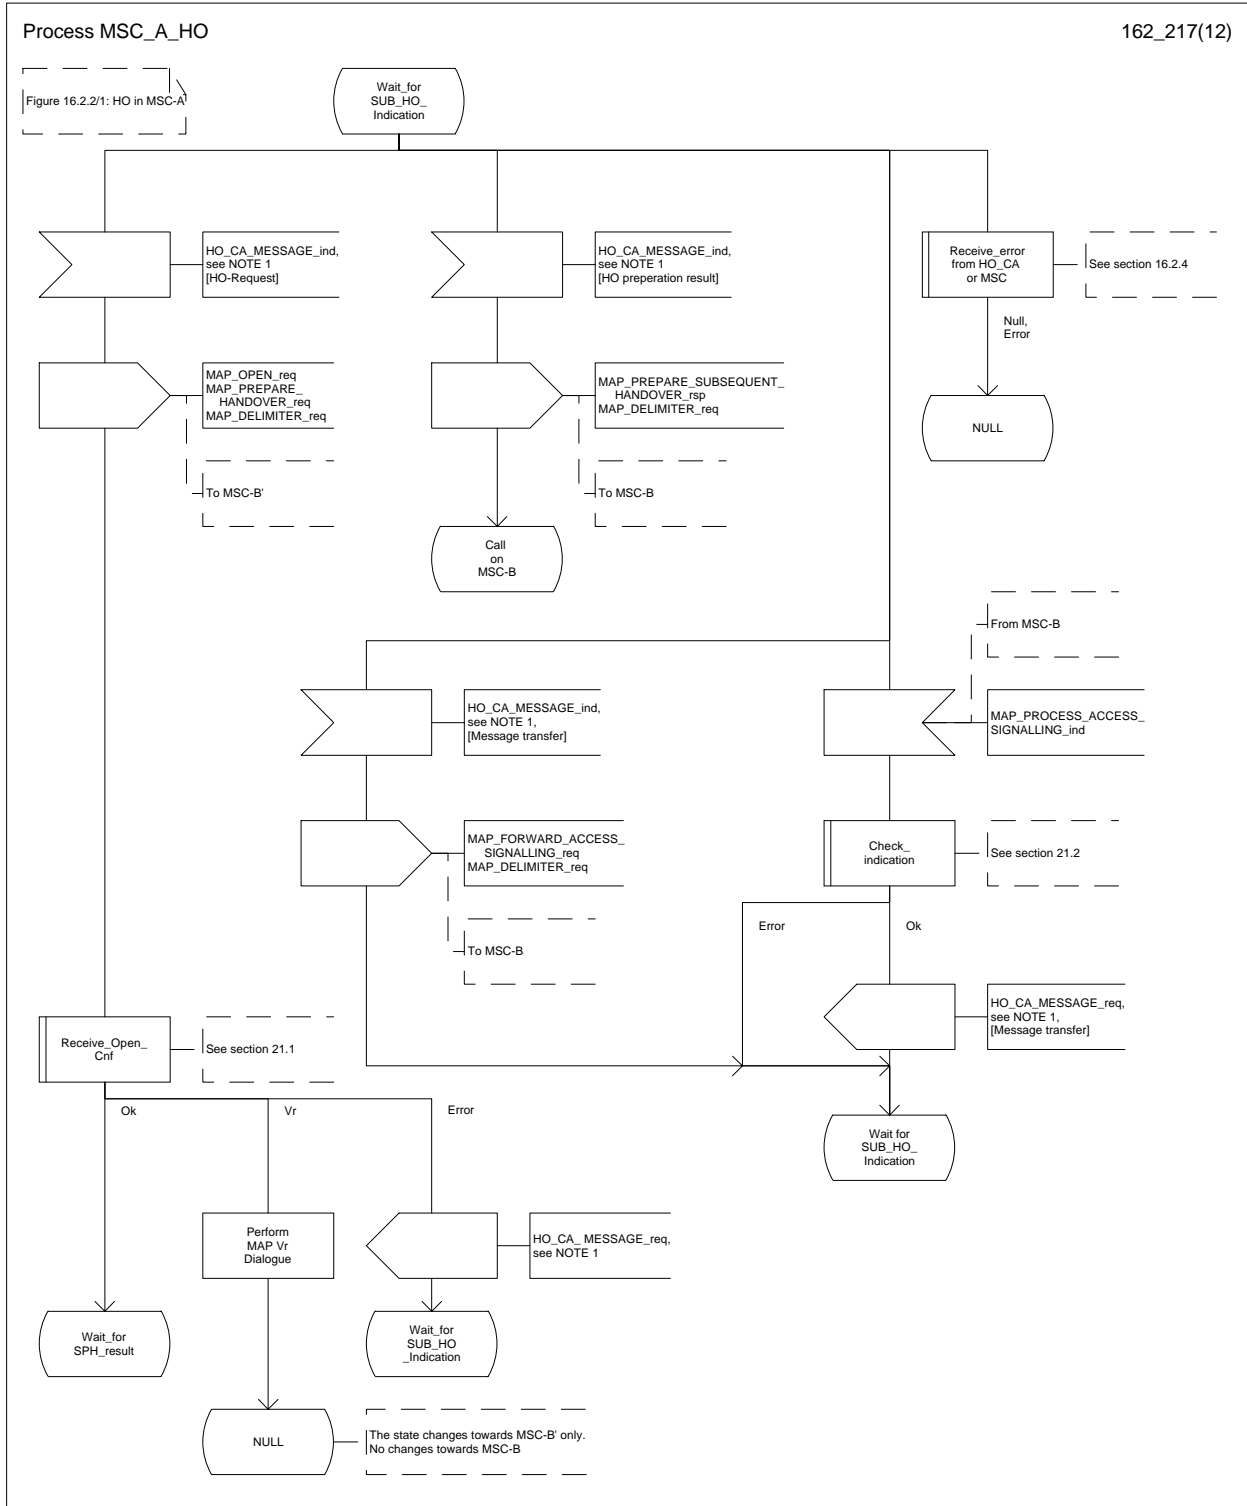 Process MSC_A_HO
162_217(12)
Figure 16.2.2/1: HO in MSC-A
Wait_for
SUB_HO_
Indication
HO_CA_MESSAGE_ind,
see NOTE 1
[HO-Request]
HO_CA_MESSAGE_ind,
see NOTE 1
[HO preperation result]
Receive_error
from HO_CA
or MSC
See section 16.2.4
Null,
Error
MAP_OPEN_req
MAP_PREPARE_
HANDOVER_req
MAP_DELIMITER_req
MAP_PREPARE_SUBSEQUENT_
HANDOVER_rsp
MAP_DELIMITER_req
NULL
To MSC-B'
To MSC-B
Call
on
MSC-B
From MSC-B
HO_CA_MESSAGE_ind,
see NOTE 1,
[Message transfer]
MAP_PROCESS_ACCESS_
SIGNALLING_ind
MAP_FORWARD_ACCESS_
SIGNALLING_req
MAP_DELIMITER_req
Check_
indication
See section 21.2
Error
Ok
To MSC-B
HO_CA_MESSAGE_req,
see NOTE 1,
[Message transfer]
Receive_Open_
Cnf
See section 21.1
Ok
Vr
Error
Wait for
SUB_HO_
Indication
Perform
MAP Vr
Dialogue
HO_CA_ MESSAGE_req,
see NOTE 1
Wait_for
SPH_result
Wait_for
SUB_HO
_Indication
NULL
The state changes towards MSC-B' only.
No changes towards MSC-B